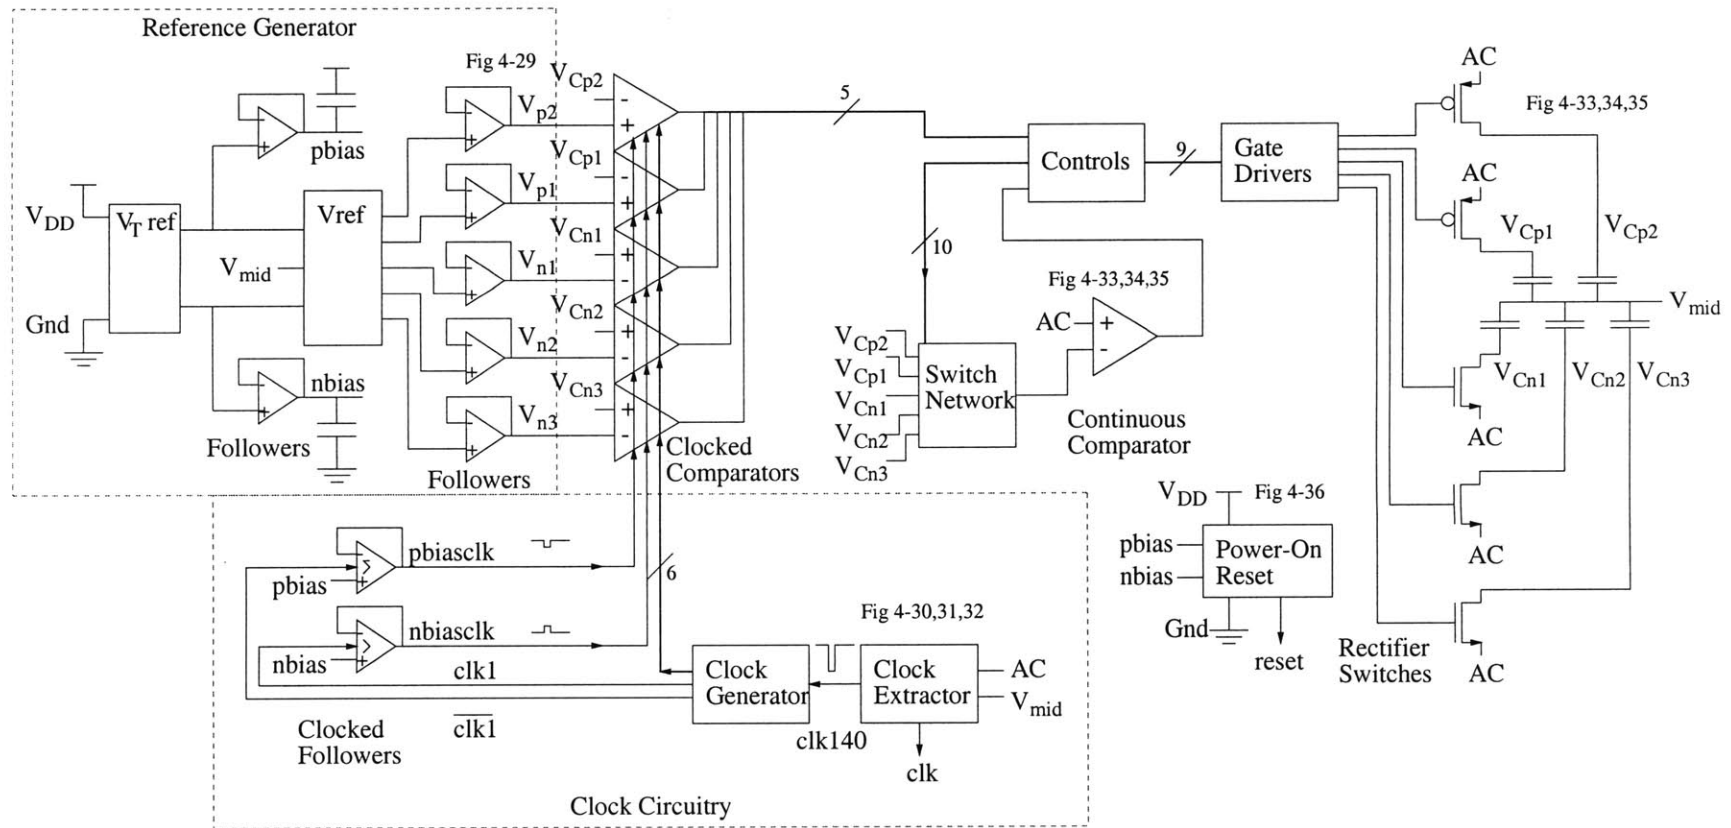 Reference Generator
Fig 4-29
pbias
V_DD
V_T ref
Gnd
V_mid
Vref
nbias
Followers
Followers
V_p2
V_p1
V_n1
V_n2
V_n3
V_Cp2
-
+
V_Cp1
-
+
V_Cn1
+
-
V_Cn2
+
-
V_Cn3
+
-
Clocked
Comparators
5
10
Controls
9
Gate
Drivers
Fig 4-33,34,35
AC
+
-
V_Cp2
V_Cp1
V_Cn1
V_Cn2
V_Cn3
Switch
Network
Continuous
Comparator
AC
Fig 4-33,34,35
AC
V_Cp1
V_Cp2
V_mid
V_Cn1
V_Cn2
V_Cn3
AC
AC
AC
Rectifier
Switches
V_DD
Fig 4-36
pbias
nbias
Power-On
Reset
Gnd
reset
pbias
+
pbiasclk
nbias
+
nbiasclk
6
clk1
clk1
Clocked
Followers
Clock
Generator
clk140
Fig 4-30,31,32
Clock
Extractor
AC
V_mid
clk
Clock Circuitry